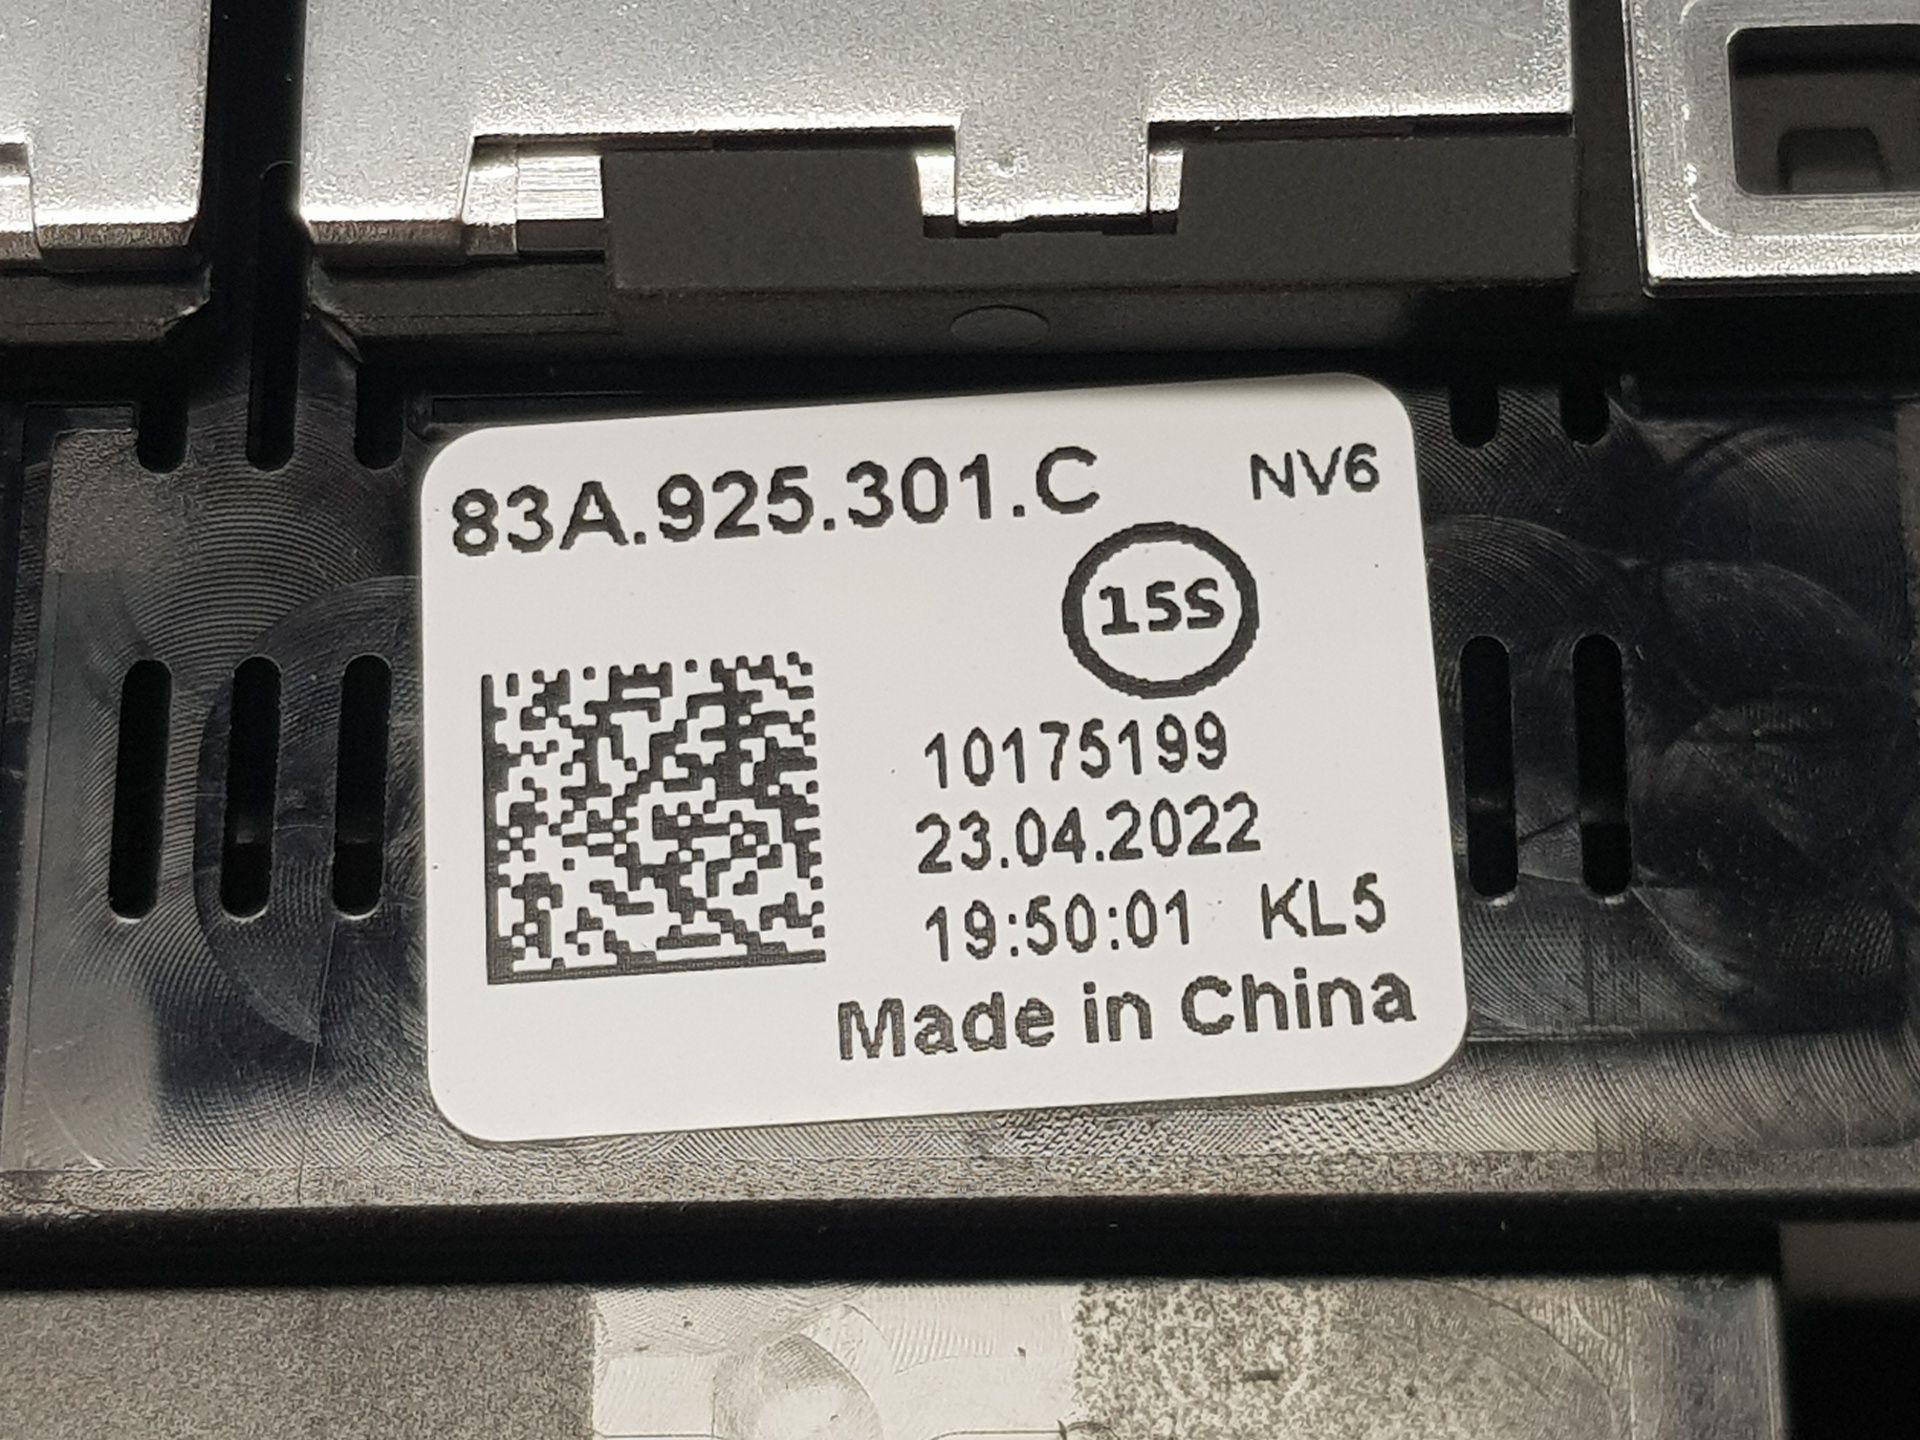 83A.925.301.C NV6
15S
10175199
23.04.2022
19:50:01 KL5
Made in China